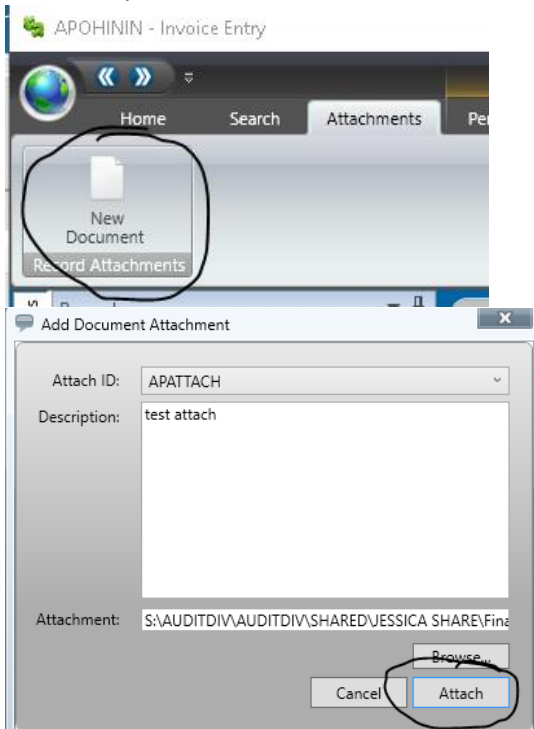 APOHININ - Invoice Entry
Home Search Attachments
New
Document
Record Attachments
Add Document Attachment
Attach ID: APATTACH
Description: test attach
Attachment: S:\AUDITDIV\AUDITDIV\SHARED\JESSICA SHARE\Fina
Browse...
Cancel Attach